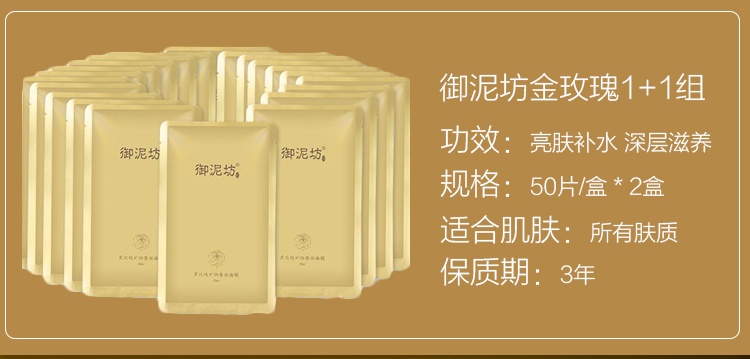 御泥坊金玫瑰1+1组
功效：亮肤补水 深层滋养
规格：50片/盒 * 2盒
适合肌肤：所有肤质
保质期：3年
御泥坊
御泥坊
御泥坊